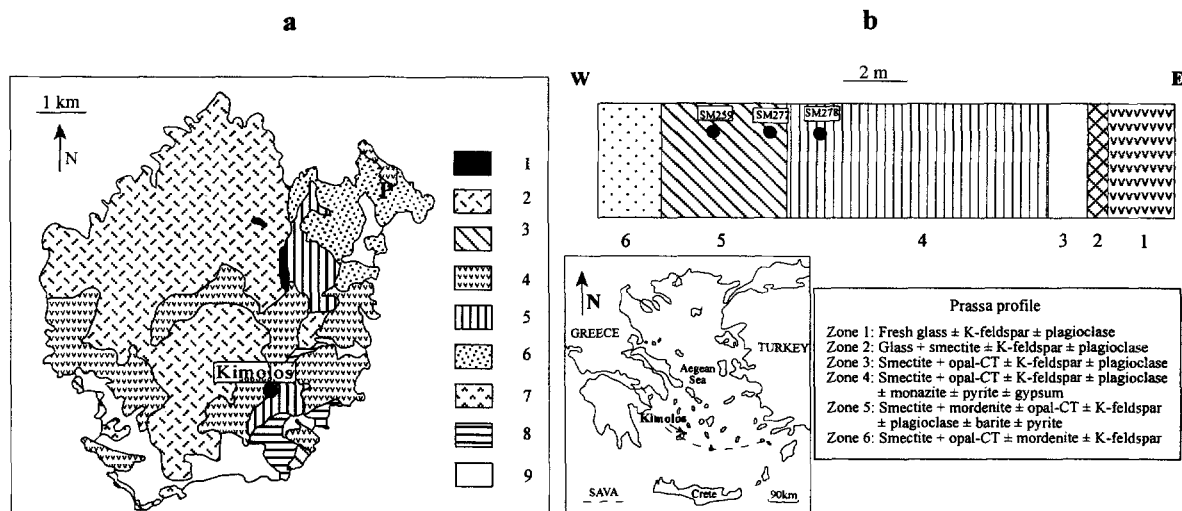 a
1 km
N
P
Kimolos
1
2
3
4
5
6
7
8
9
b
W
2 m
E
SM259
SM277
SM278
6 5 4 3 2 1
N
GREECE
TURKEY
Aegean
Sea
Kimolos
SAVA
Crete
90km
Prassa profile
Zone 1: Fresh glass ± K-feldspar ± plagioclase
Zone 2: Glass + smectite ± K-feldspar ± plagioclase
Zone 3: Smectite + opal-CT ± K-feldspar ± plagioclase
Zone 4: Smectite + opal-CT ± K-feldspar ± plagioclase
± monazite ± pyrite ± gypsum
Zone 5: Smectite + mordenite ± opal-CT ± K-feldspar
± plagioclase ± barite ± pyrite
Zone 6: Smectite + opal-CT ± mordenite ± K-feldspar